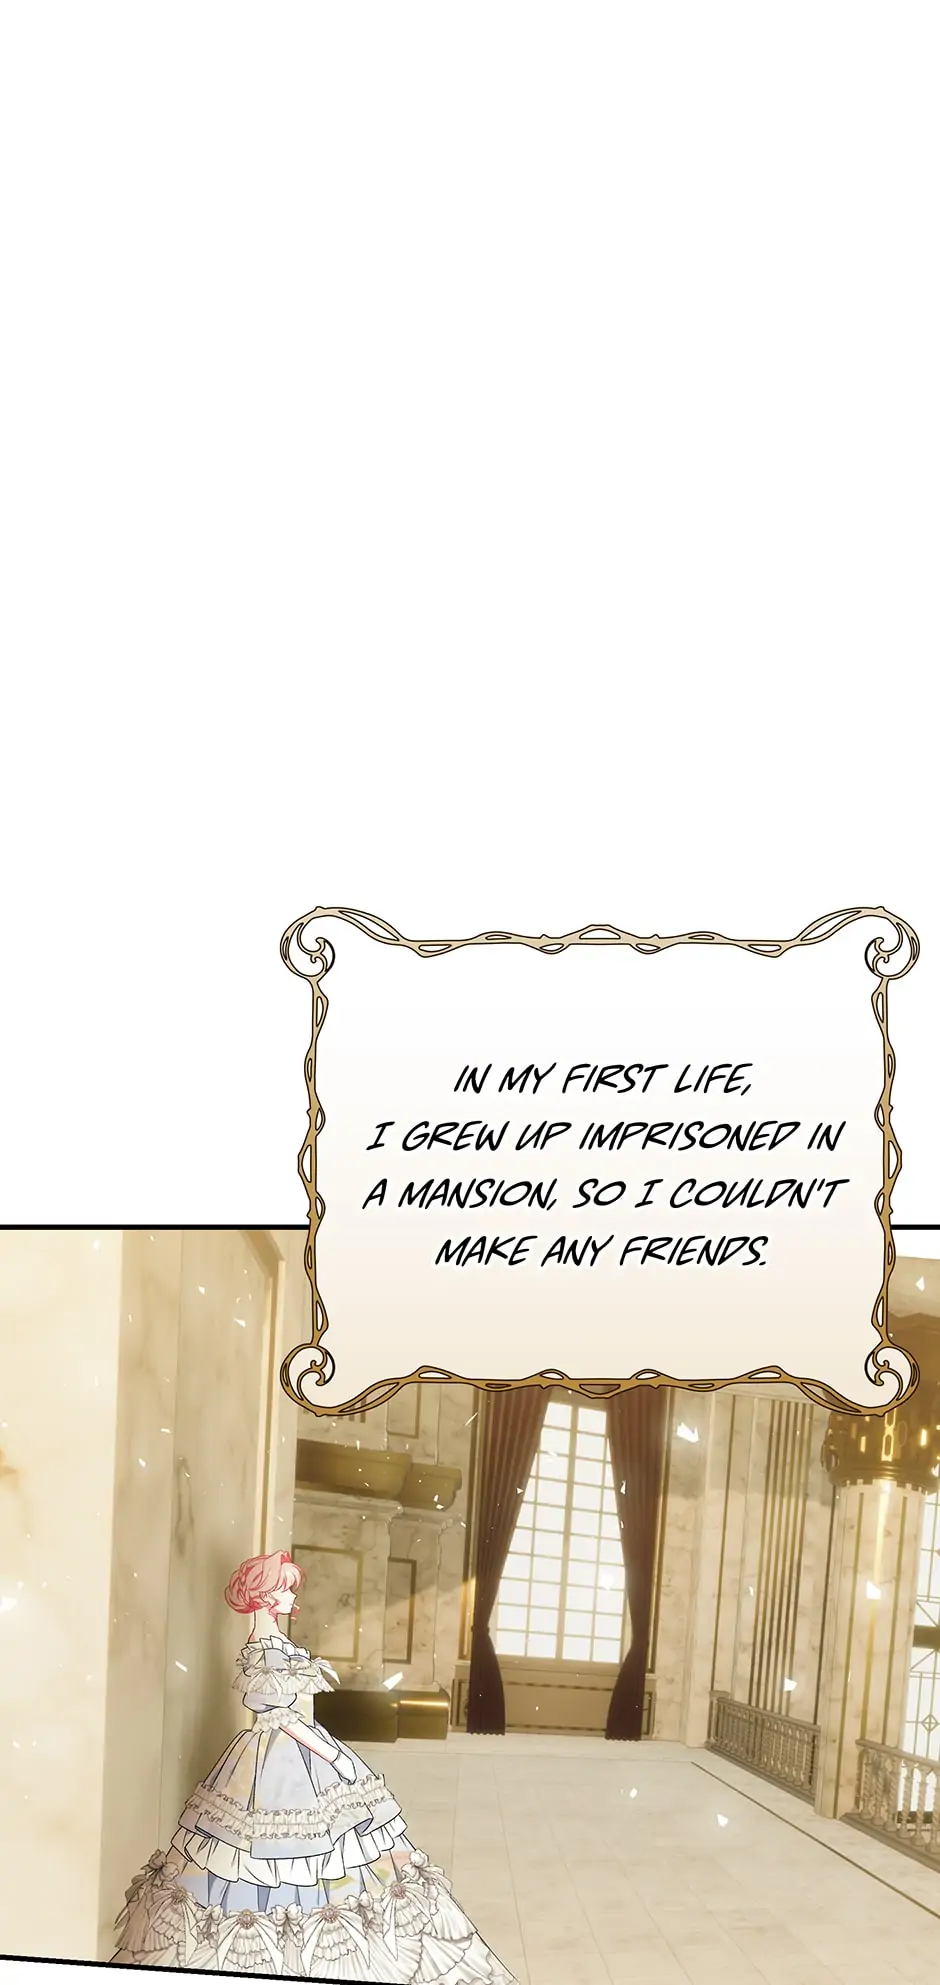 IN MY FIRST LIFE,
I GREW UP IMPRISONED IN
A MANSION, SO I COULDN'T
MAKE ANY FRIENDS.